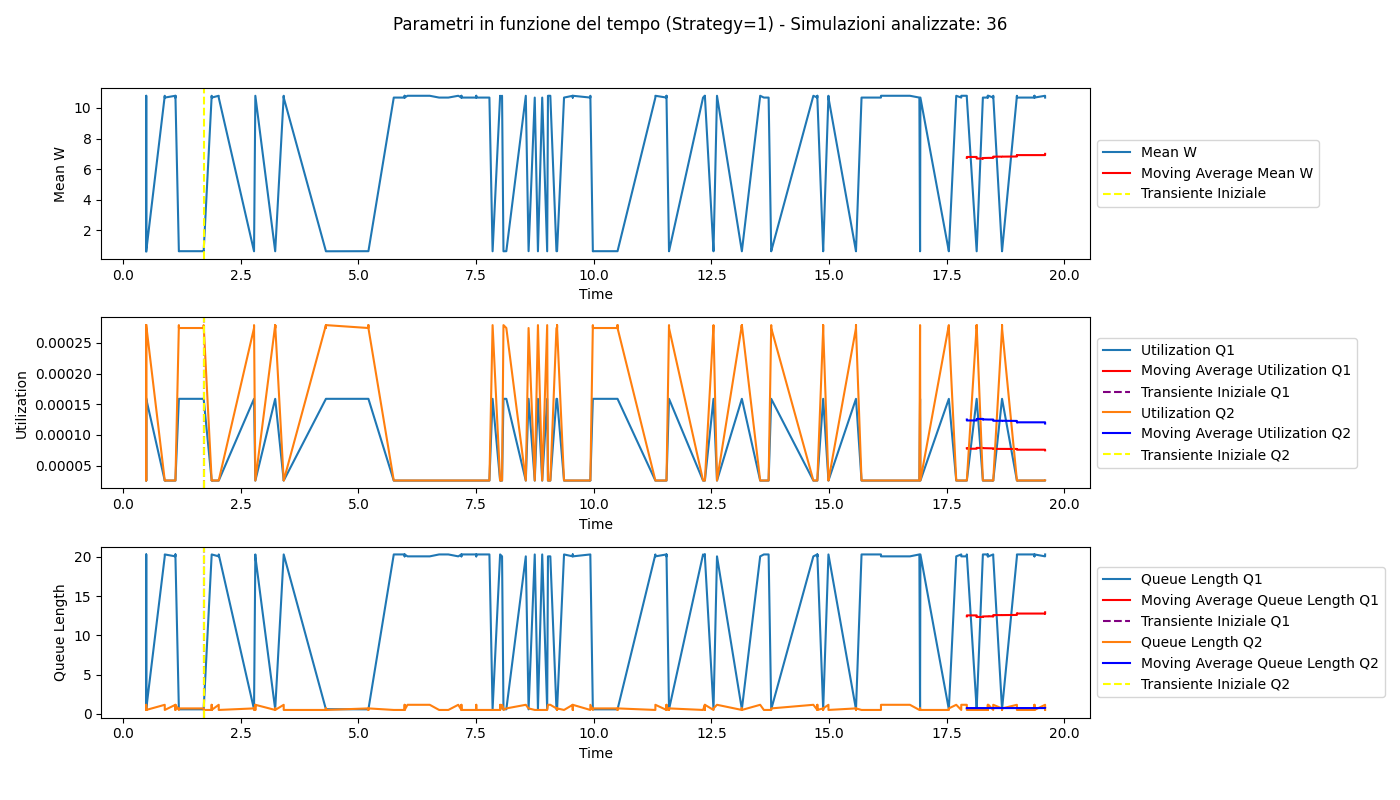 Parametri in funzione del tempo (Strategy=1) - Simulazioni analizzate: 36
Mean W
10
8
6
4
2
0.0 2.5 5.0 7.5 10.0 12.5 15.0 17.5 20.0
Time
Mean W
Moving Average Mean W
Transiente Iniziale
Utilization
0.00025
0.00020
0.00015
0.00010
0.00005
0.0 2.5 5.0 7.5 10.0 12.5 15.0 17.5 20.0
Time
Utilization Q1
Moving Average Utilization Q1
Transiente Iniziale Q1
Utilization Q2
Moving Average Utilization Q2
Transiente Iniziale Q2
Queue Length
20
15
10
5
0
0.0 2.5 5.0 7.5 10.0 12.5 15.0 17.5 20.0
Time
Queue Length Q1
Moving Average Queue Length Q1
Transiente Iniziale Q1
Queue Length Q2
Moving Average Queue Length Q2
Transiente Iniziale Q2